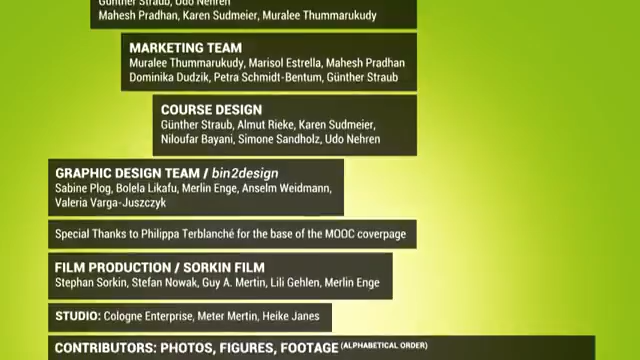 Günther Straub, Udo Nehren
Mahesh Pradhan, Karen Sudmeier, Muralee Thummarukudy
MARKETING TEAM
Muralee Thummarukudy, Marisol Estrella, Mahesh Pradhan
Dominika Dudzik, Petra Schmidt-Bentum, Günther Straub
COURSE DESIGN
Günther Straub, Almut Rieke, Karen Sudmeier,
Niloufar Bayani, Simone Sandholz, Udo Nehren
GRAPHIC DESIGN TEAM / bin2design
Sabine Plog, Bolela Likafu, Merlin Enge, Anselm Weidmann,
Valeria Varga-Juszczyk
Special Thanks to Philippa Terblanché for the base of the MOOC coverpage
FILM PRODUCTION / SORKIN FILM
Stephan Sorkin, Stefan Nowak, Guy A. Mertin, Lili Gehlen, Merlin Enge
STUDIO: Cologne Enterprise, Meter Mertin, Heike Janes
CONTRIBUTORS: PHOTOS, FIGURES, FOOTAGE (ALPHABETICAL ORDER)